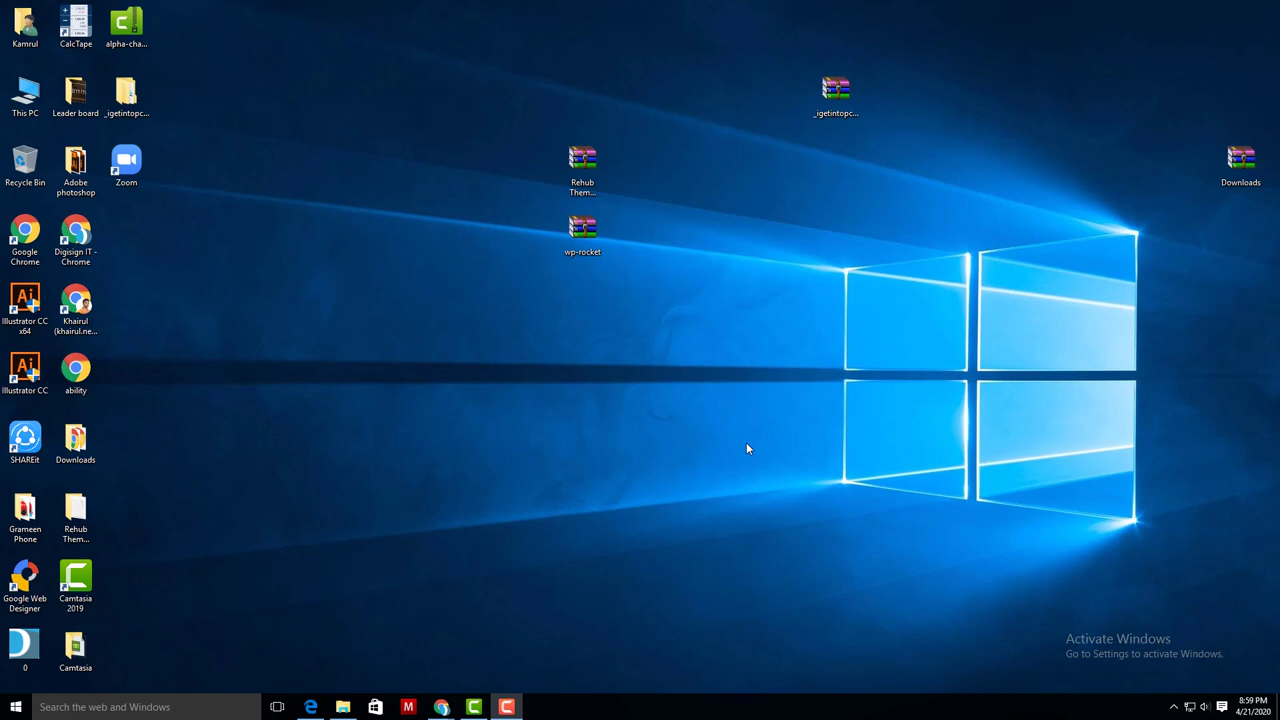 Kamrul
CalcTape
alpha-cha...
This PC
Leader board
_igetintopc...
_igetintopc...
Recycle Bin
Adobe
photoshop
Zoom
Rehub
Them...
Downloads
Google
Chrome
Digisign IT -
Chrome
wp-rocket
Illustrator CC
x64
Khairul
(khairul.ne...
Illustrator CC
ability
SHAREit
Downloads
Grameen
Phone
Rehub
Them...
Google Web
Designer
Camtasia
2019
0
Camtasia
Activate Windows
Go to Settings to activate Windows.
Search the web and Windows
8:59 PM
4/21/2020